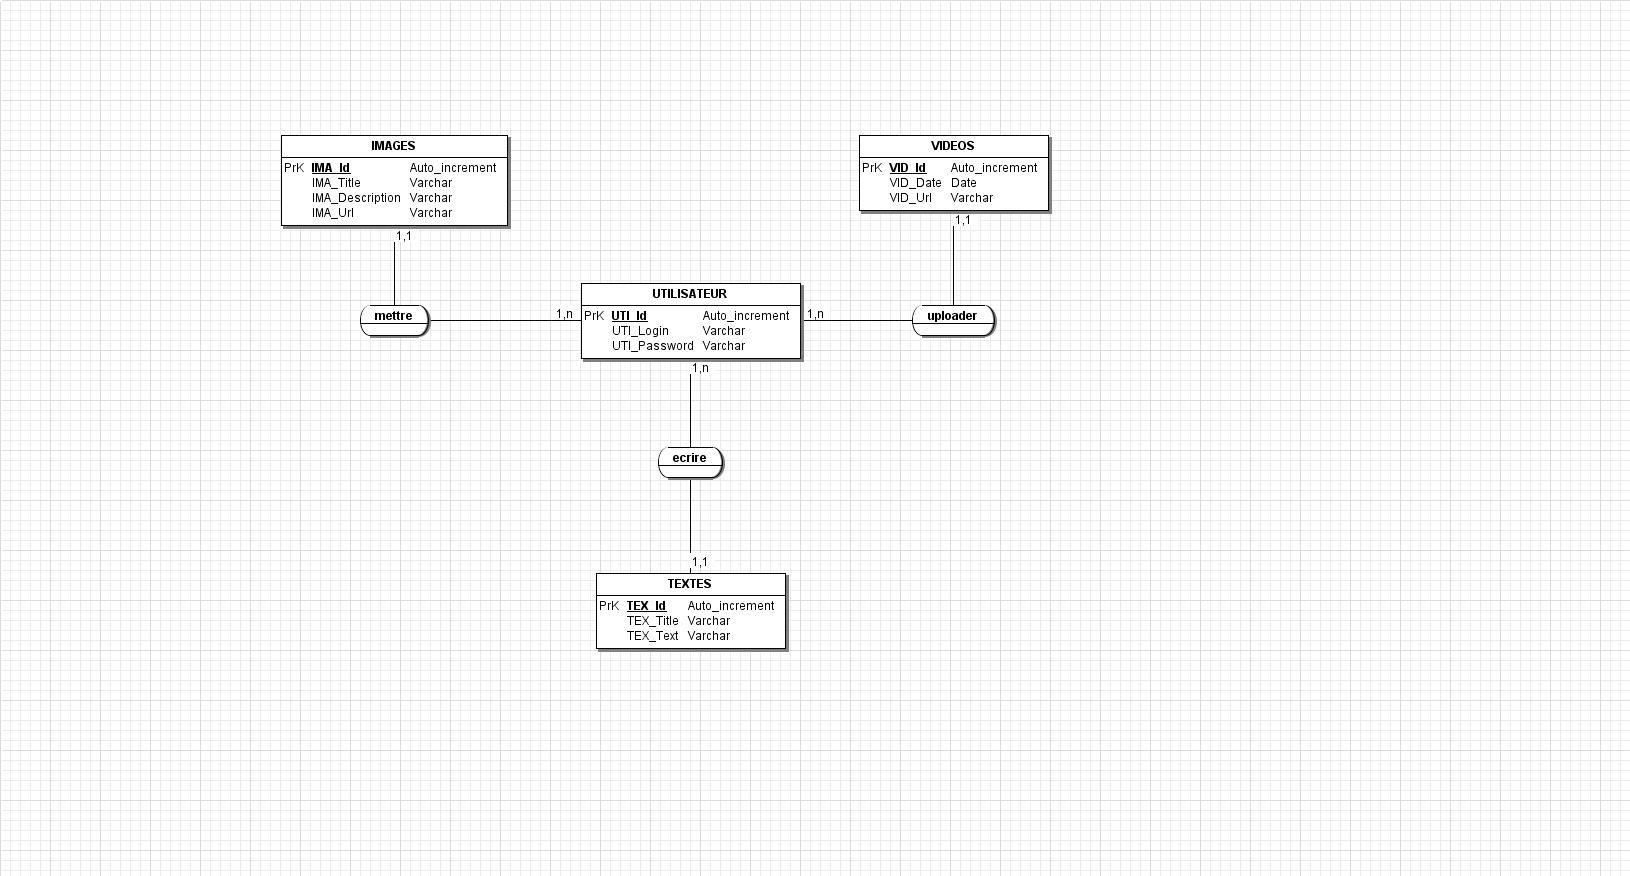 IMAGES
PrK IMA_Id Auto_increment
IMA_Title Varchar
IMA_Description Varchar
IMA_Url Varchar
1,1
mettre
1,n
VIDEOS
PrK VID_Id Auto_increment
VID_Date Date
VID_Url Varchar
1,1
uploader
1,n
UTILISATEUR
PrK UTI_Id Auto_increment
UTI_Login Varchar
UTI_Password Varchar
1,n
ecrire
1,1
TEXTES
PrK TEX_Id Auto_increment
TEX_Title Varchar
TEX_Text Varchar